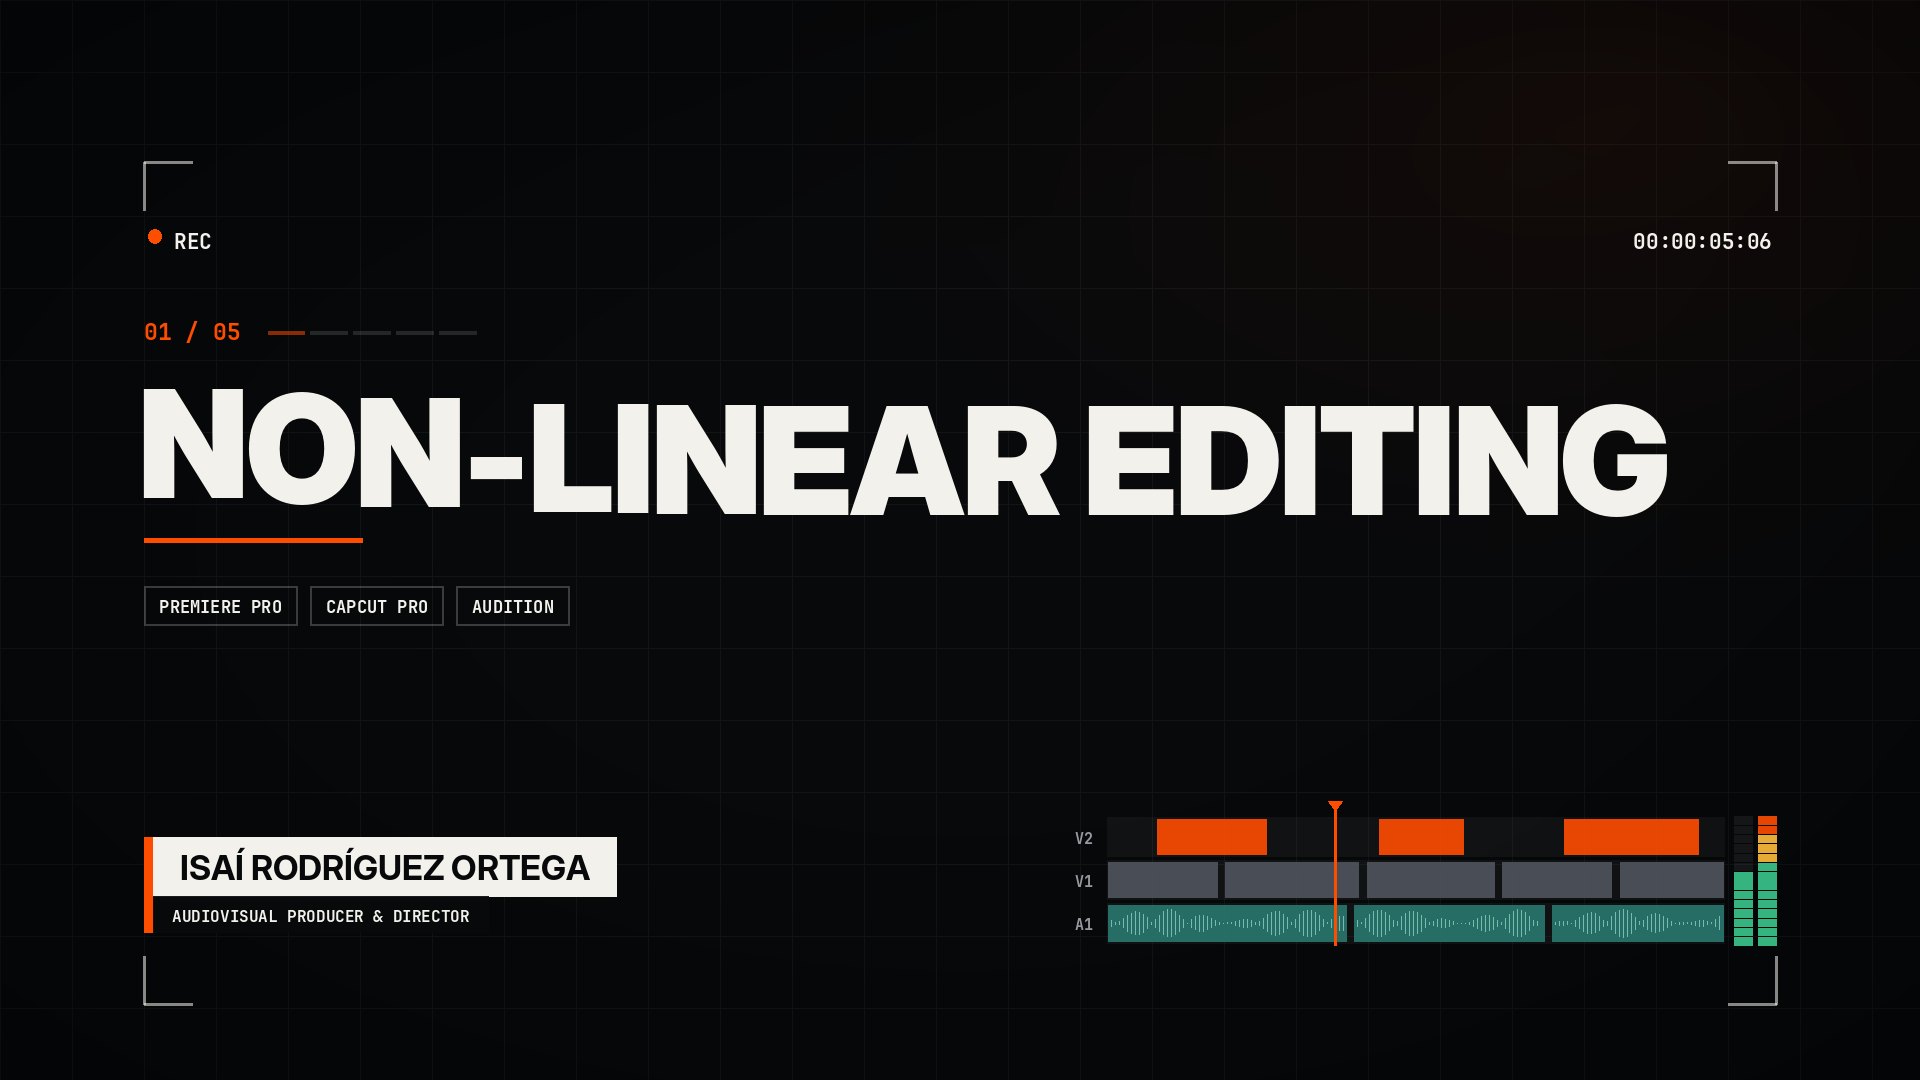 REC
00:00:05:06
01 / 05
NON-LINEAR EDITING
PREMIERE PRO
CAPCUT PRO
AUDITION
ISAÍ RODRÍGUEZ ORTEGA
AUDIOVISUAL PRODUCER & DIRECTOR
V2
V1
A1